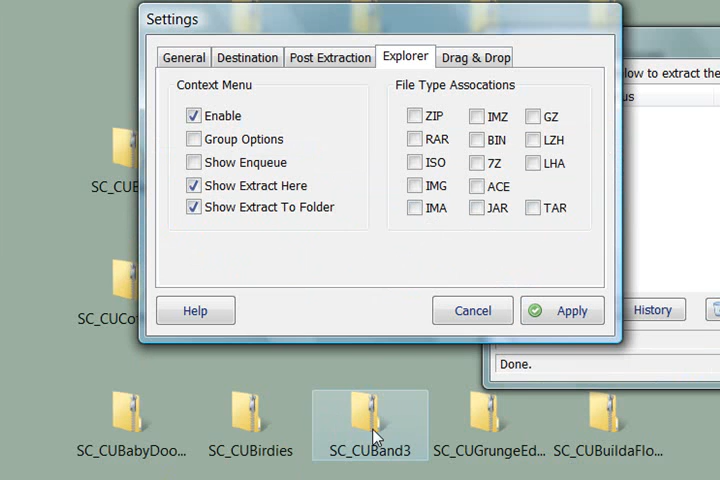 Settings
General Destination Post Extraction Explorer Drag & Drop
Context Menu
Enable
Group Options
Show Enqueue
Show Extract Here
Show Extract To Folder
File Type Assocations
ZIP IMZ GZ
RAR BIN LZH
ISO 7Z LHA
IMG ACE
IMA JAR TAR
Help Cancel Apply
low to extract the
us
History
Done.
SC_CUE
SC_CUCo
SC_CUBabyDoo... SC_CUBirdies SC_CUBand3 SC_CUGrungeEd... SC_CUBuildaFlo...